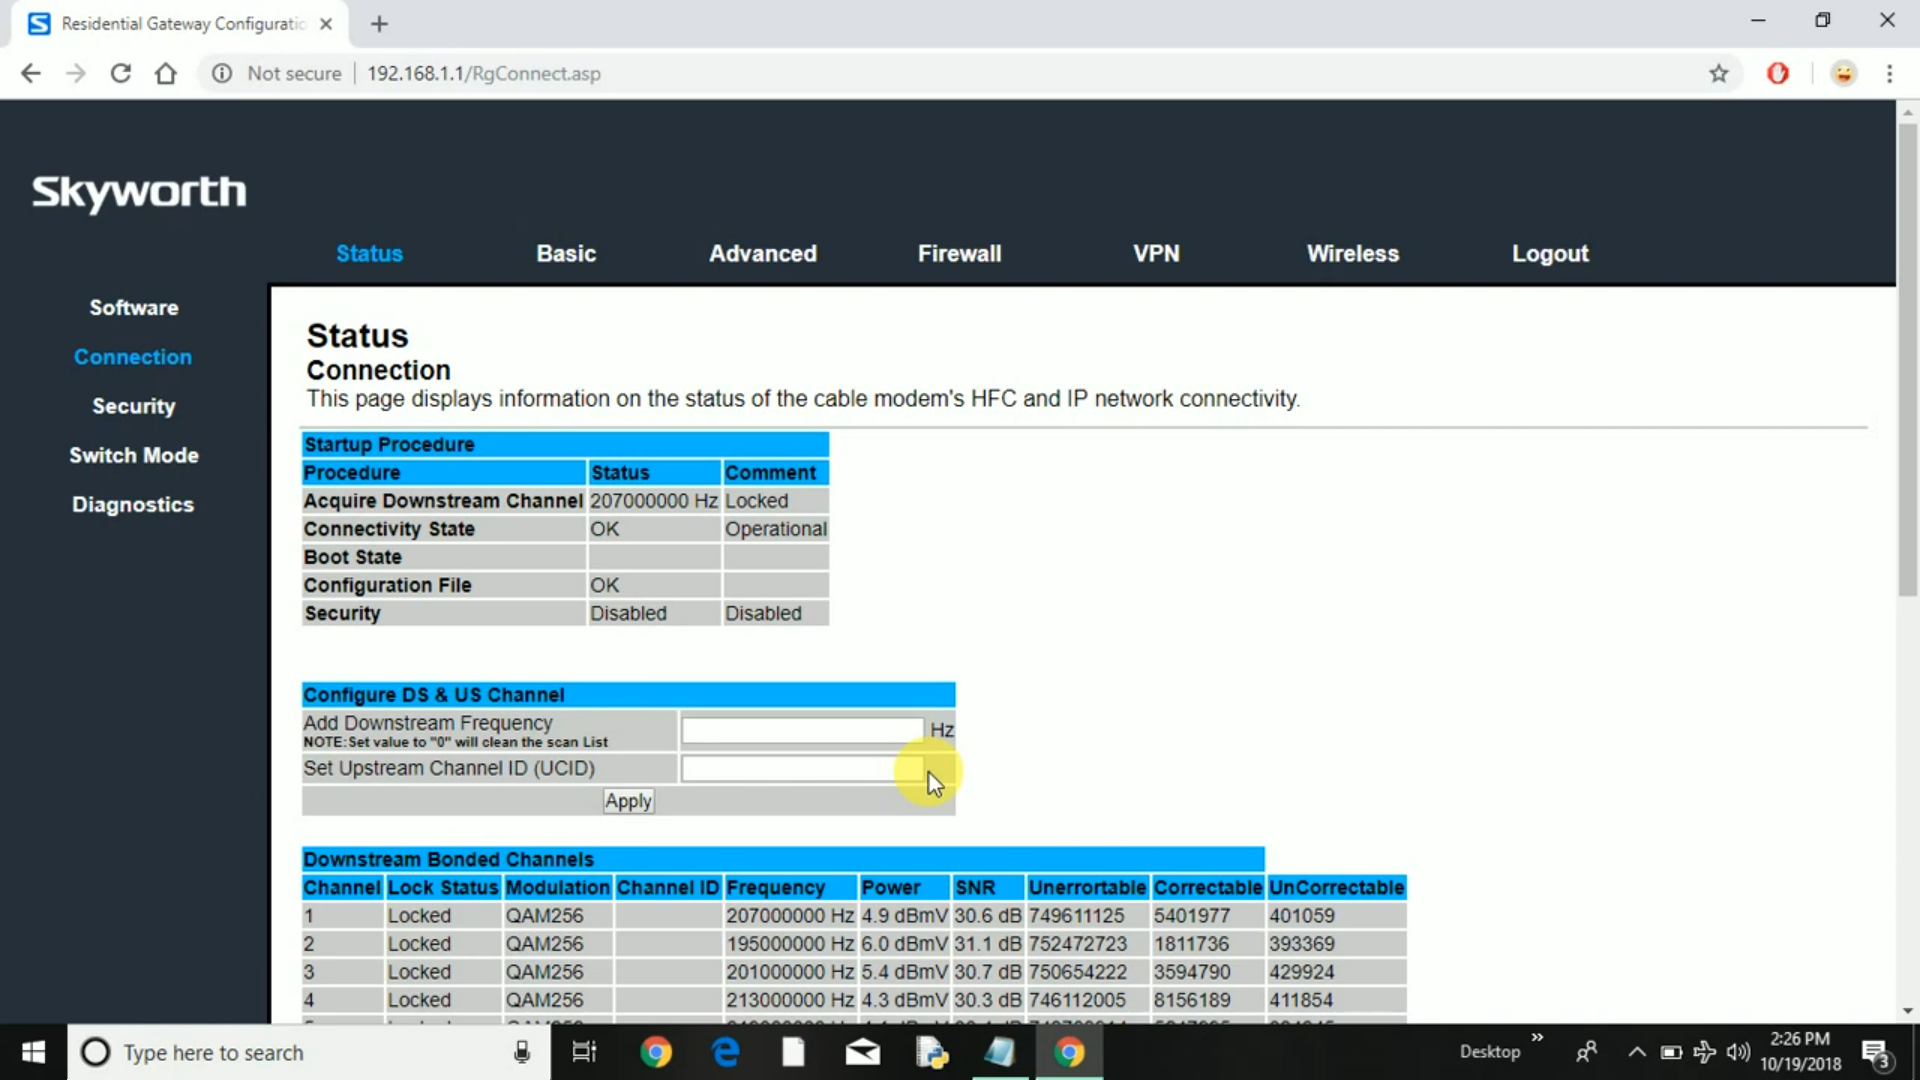 Residential Gateway Configuratio
Not secure 192.168.1.1/RgConnect.asp
Skyworth
Status Basic Advanced Firewall VPN Wireless Logout
Software
Connection
Security
Switch Mode
Diagnostics
Status
Connection
This page displays information on the status of the cable modem's HFC and IP network connectivity.
Startup Procedure
Procedure Status Comment
Acquire Downstream Channel 207000000 Hz Locked
Connectivity State OK Operational
Boot State
Configuration File OK
Security Disabled Disabled
Configure DS & US Channel
Add Downstream Frequency Hz
NOTE:Set value to "0" will clean the scan List
Set Upstream Channel ID (UCID)
Apply
Downstream Bonded Channels
Channel Lock Status Modulation Channel ID Frequency Power SNR Unerrortable Correctable UnCorrectable
1 Locked QAM256 207000000 Hz 4.9 dBmV 30.6 dB 749611125 5401977 401059
2 Locked QAM256 195000000 Hz 6.0 dBmV 31.1 dB 752472723 1811736 393369
3 Locked QAM256 201000000 Hz 5.4 dBmV 30.7 dB 750654222 3594790 429924
4 Locked QAM256 213000000 Hz 4.3 dBmV 30.3 dB 746112005 8156189 411854
Type here to search
Desktop
2:26 PM
10/19/2018
3